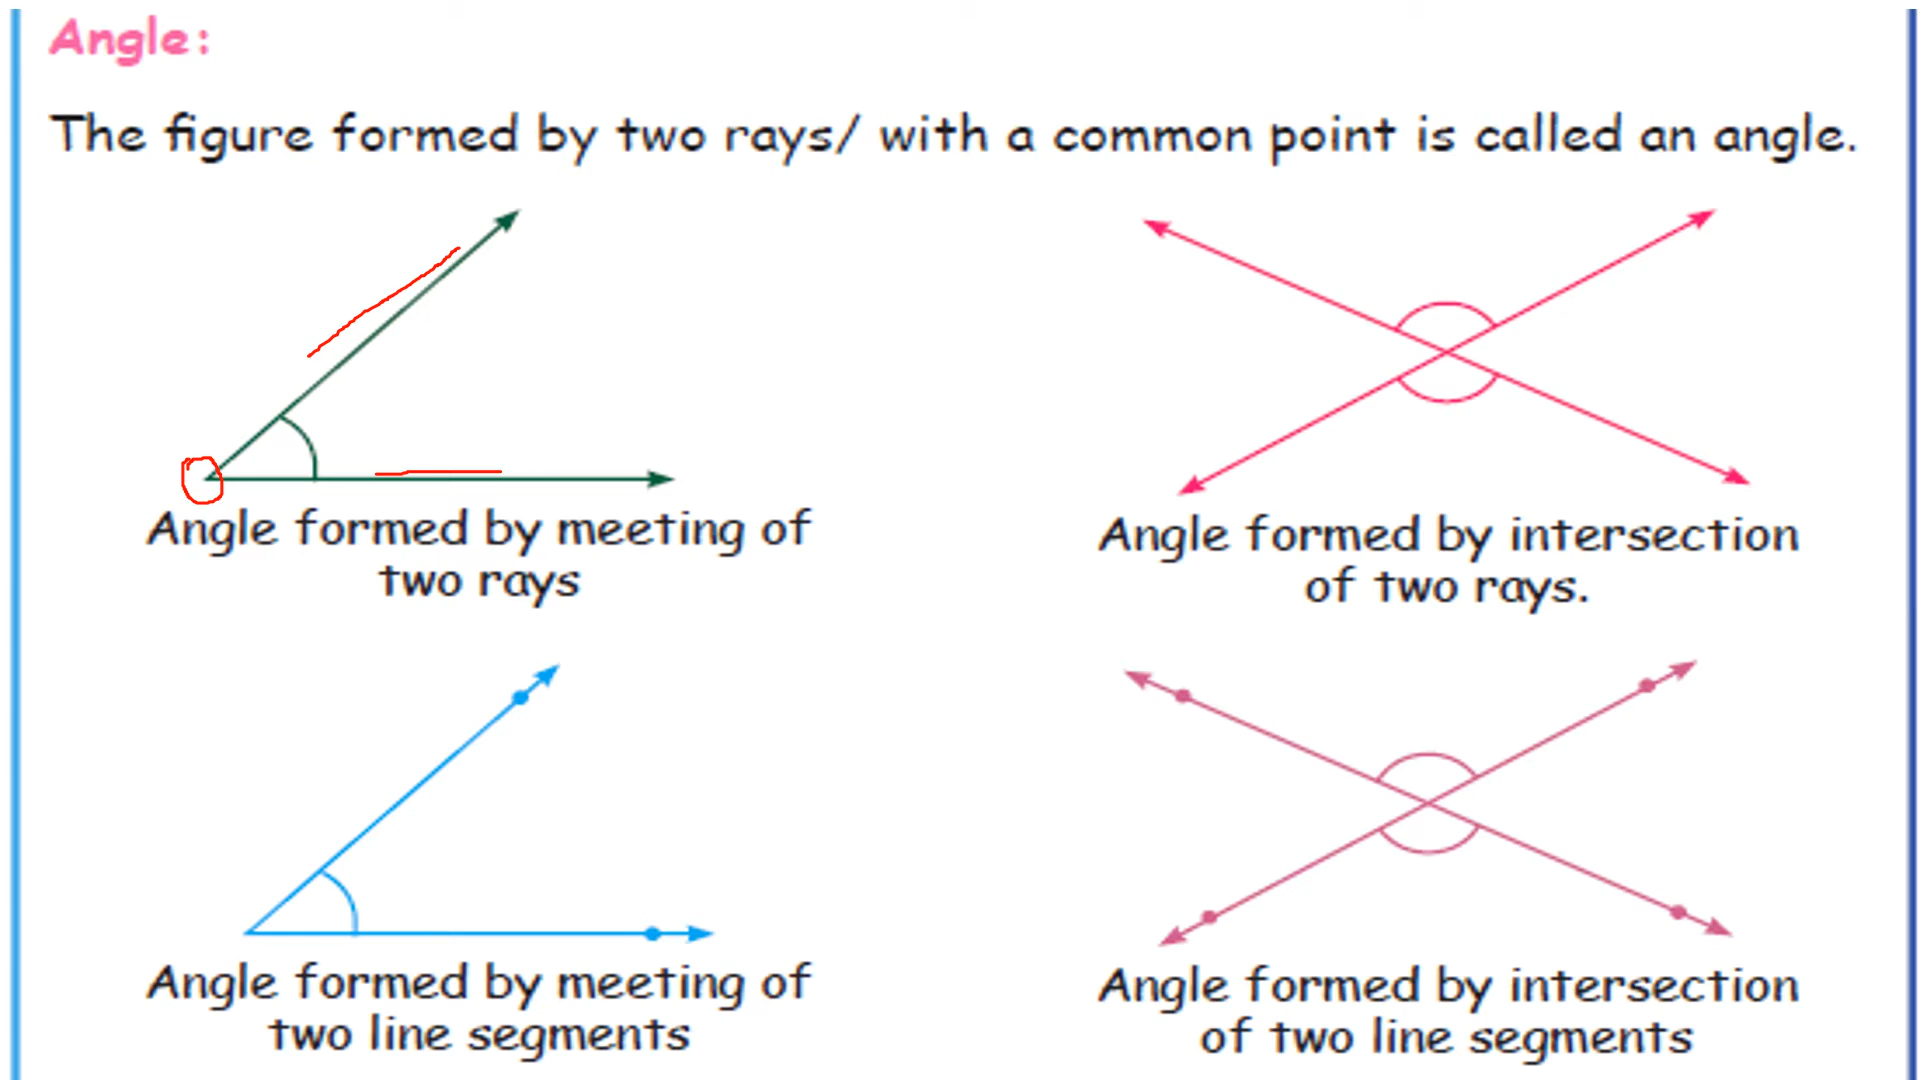 Angle:
The figure formed by two rays/ with a common point is called an angle.
Angle formed by meeting of
two rays
Angle formed by intersection
of two rays.
Angle formed by meeting of
two line segments
Angle formed by intersection
of two line segments